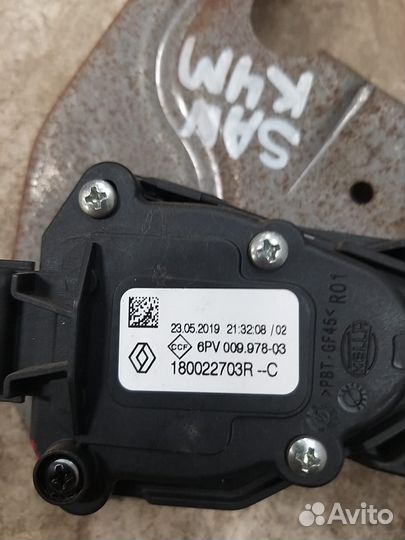 SAN
K4M
23.05.2019 21:32:08 / 02
CCF 6PV 009.978-03
180022703R --C
>PBT-GF45< R01
HELLA
Avito